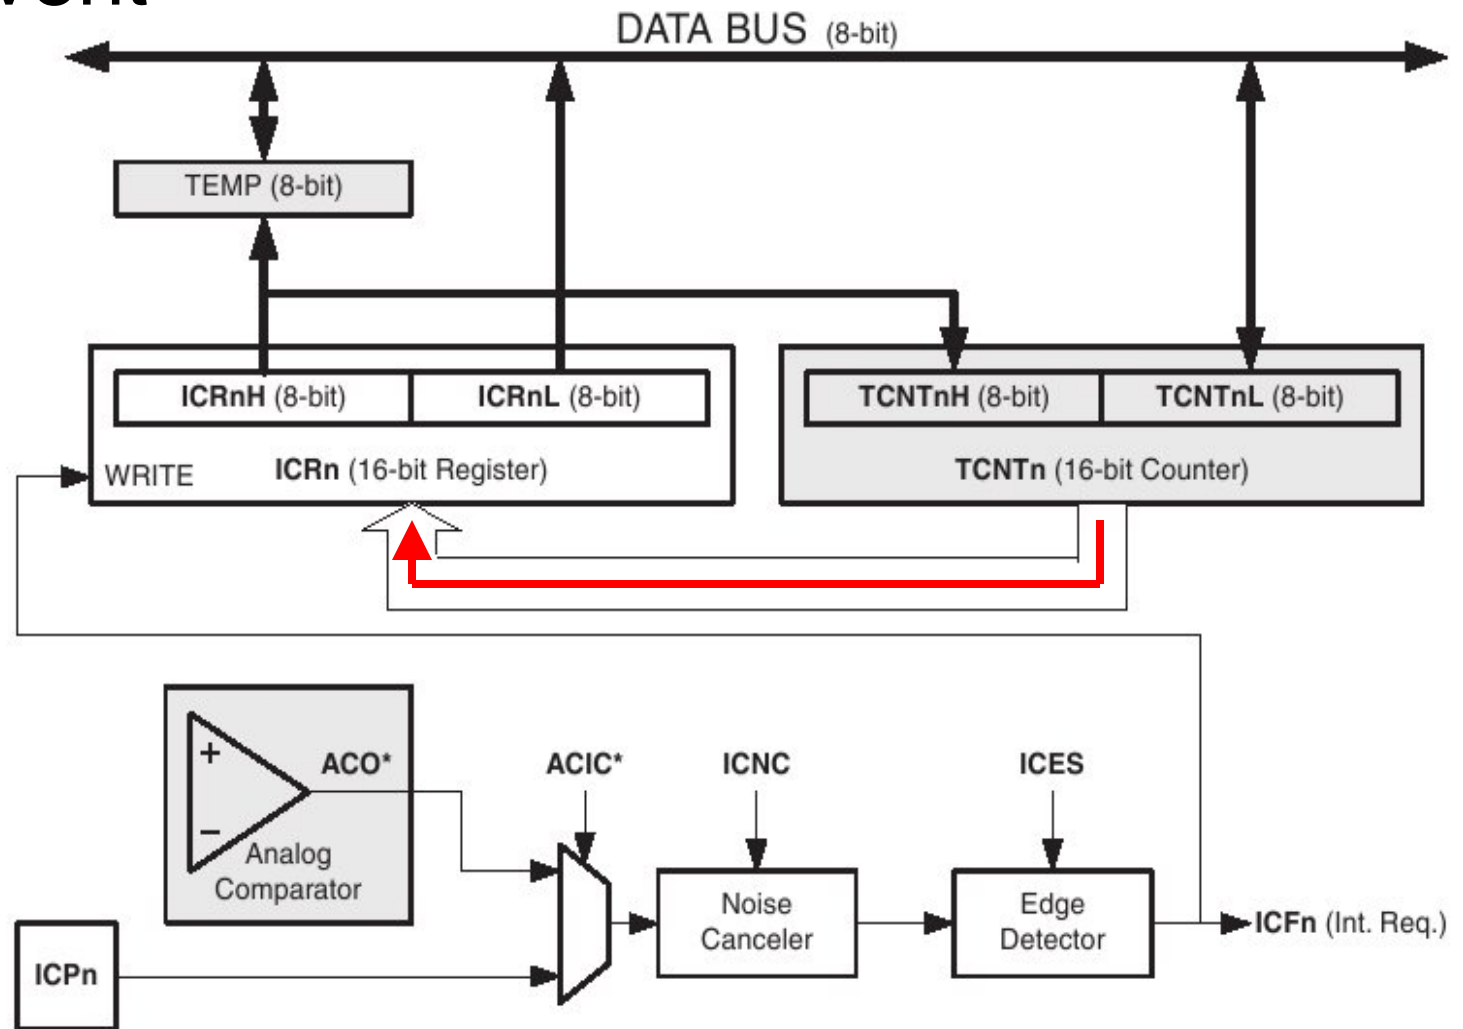 DATA BUS (8-bit)
TEMP (8-bit)
ICRnH (8-bit) ICRnL (8-bit) TCNTnH (8-bit) TCNTnL (8-bit)
WRITE ICRn (16-bit Register) TCNTn (16-bit Counter)
+
ACO* ACIC* ICNC ICES
−
Analog
Comparator
Noise
Canceler
Edge
Detector
ICFn (Int. Req.)
ICPn